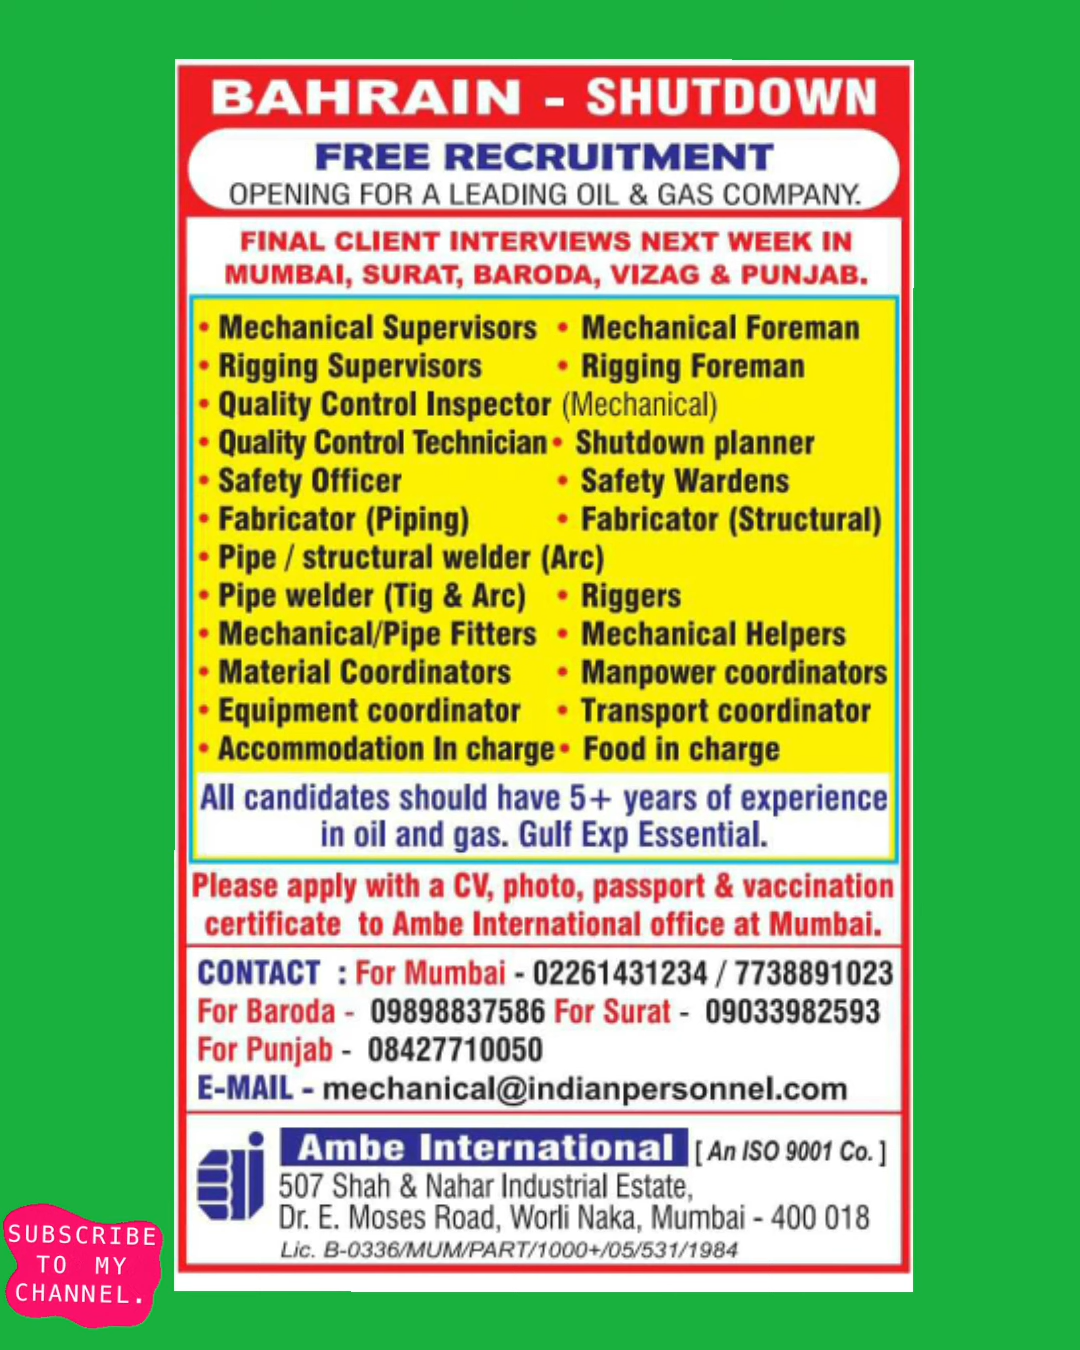 BAHRAIN - SHUTDOWN
FREE RECRUITMENT
OPENING FOR A LEADING OIL & GAS COMPANY.
FINAL CLIENT INTERVIEWS NEXT WEEK IN
MUMBAI, SURAT, BARODA, VIZAG & PUNJAB.
• Mechanical Supervisors • Mechanical Foreman
• Rigging Supervisors • Rigging Foreman
• Quality Control Inspector (Mechanical)
• Quality Control Technician • Shutdown planner
• Safety Officer • Safety Wardens
• Fabricator (Piping) • Fabricator (Structural)
• Pipe / structural welder (Arc)
• Pipe welder (Tig & Arc) • Riggers
• Mechanical/Pipe Fitters • Mechanical Helpers
• Material Coordinators • Manpower coordinators
• Equipment coordinator • Transport coordinator
• Accommodation In charge • Food in charge
All candidates should have 5+ years of experience
in oil and gas. Gulf Exp Essential.
Please apply with a CV, photo, passport & vaccination
certificate to Ambe International office at Mumbai.
CONTACT : For Mumbai - 02261431234 / 7738891023
For Baroda - 09898837586 For Surat - 09033982593
For Punjab - 08427710050
E-MAIL - mechanical@indianpersonnel.com
Ambe International [ An ISO 9001 Co. ]
507 Shah & Nahar Industrial Estate,
Dr. E. Moses Road, Worli Naka, Mumbai - 400 018
Lic. B-0336/MUM/PART/1000+/05/531/1984
SUBSCRIBE
TO MY
CHANNEL.